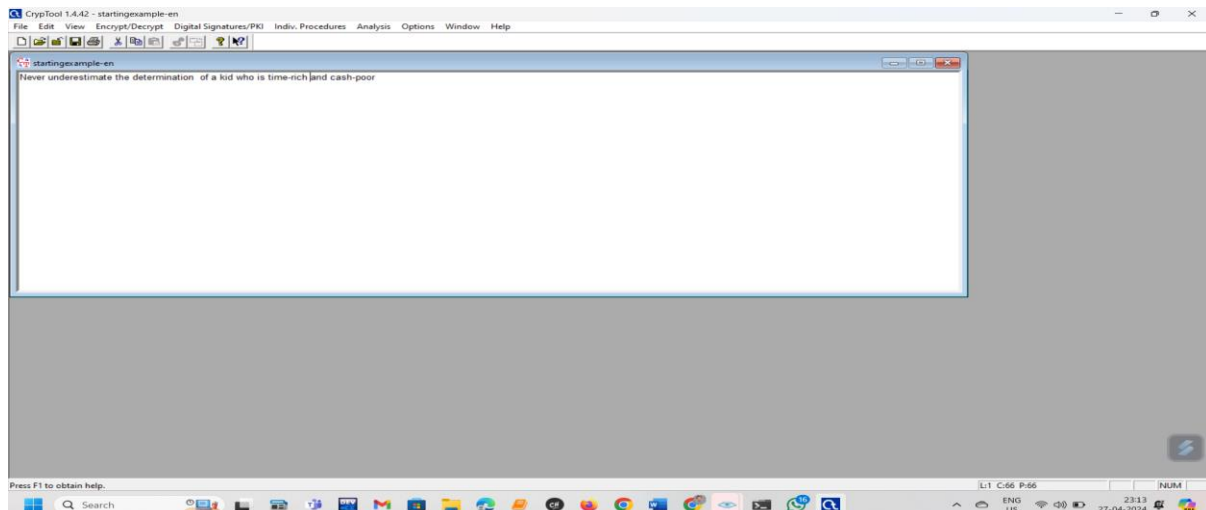 CrypTool 1.4.42 - startingexample-en
File Edit View Encrypt/Decrypt Digital Signatures/PKI Indiv. Procedures Analysis Options Window Help
startingexample-en
Never underestimate the determination  of a kid who is time-rich and cash-poor
Press F1 to obtain help.
L:1 C:66 P:66
NUM
Search
ENG
US
23:13
27-04-2024